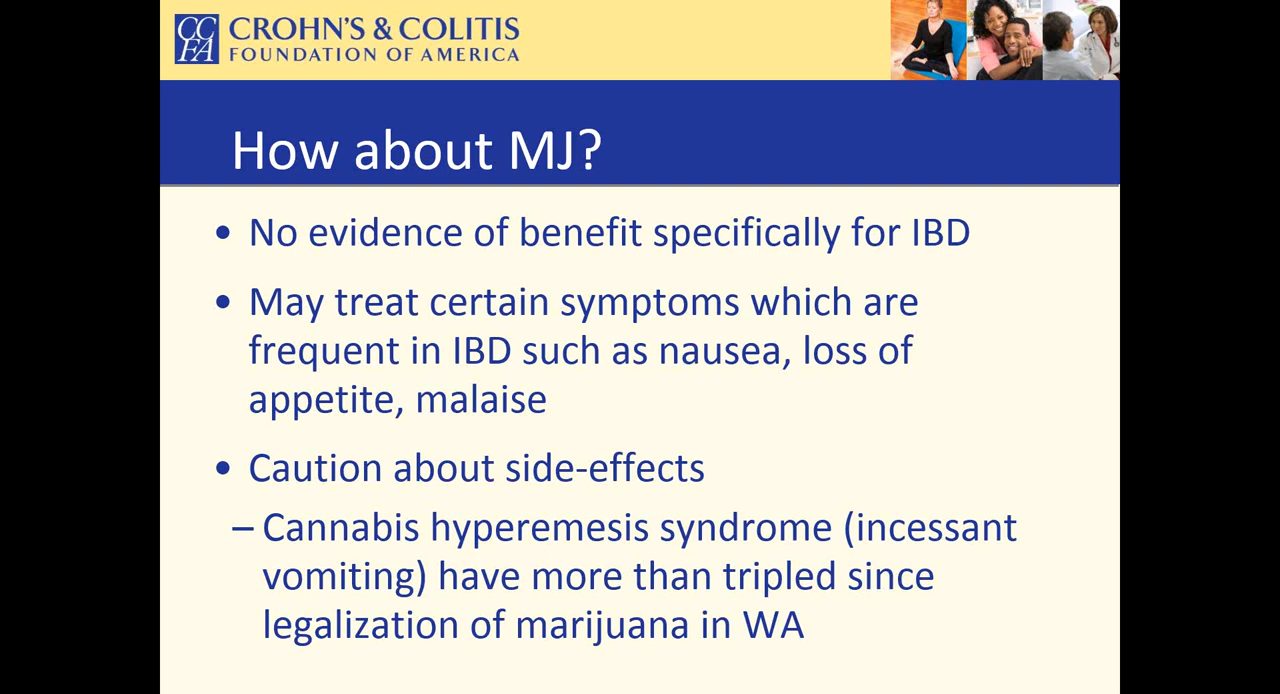 CCFA
CROHN'S & COLITIS
FOUNDATION OF AMERICA
How about MJ?
• No evidence of benefit specifically for IBD
• May treat certain symptoms which are
frequent in IBD such as nausea, loss of
appetite, malaise
• Caution about side-effects
– Cannabis hyperemesis syndrome (incessant
vomiting) have more than tripled since
legalization of marijuana in WA